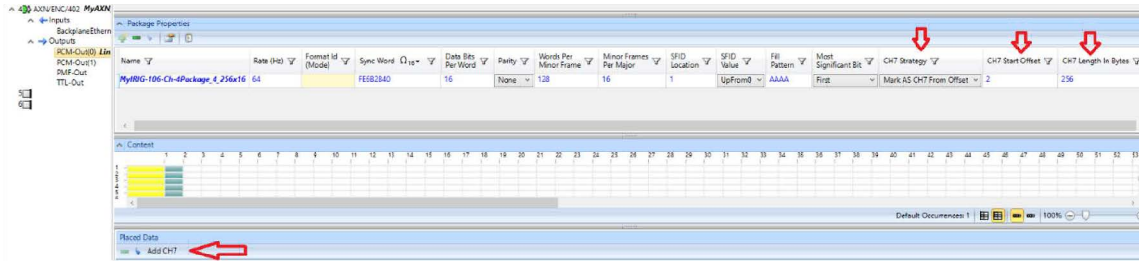 AXN/ENC/402 MyAXN
Inputs
BackplaneEthern
Outputs
PCM-Out(0) Lin
PCM-Out(1)
PMF-Out
TTL-Out
5
6
Package Properties
Name Rate (Hz) Format Id (Mode) Sync Word Ω16 Data Bits Per Word Parity Words Per Minor Frame Minor Frames Per Major SFID Location SFID Value Fill Pattern Most Significant Bit CH7 Strategy CH7 Start Offset CH7 Length In Bytes
MyIRIG-106-Ch-4Package_4_256x16 64 FE6B2840 16 None 128 16 1 UpFrom0 AAAA First Mark AS CH7 From Offset 2 256
Content
1 2 3 4 5 6 7 8 9 10 11 12 13 14 15 16 17 18 19 20 21 22 23 24 25 26 27 28 29 30 31 32 33 34 35 36 37 38 39 40 41 42 43 44 45 46 47 48 49 50 51 52 53
1
2
3
4
5
6
Default Occurrences: 1 100%
Placed Data
Add CH7